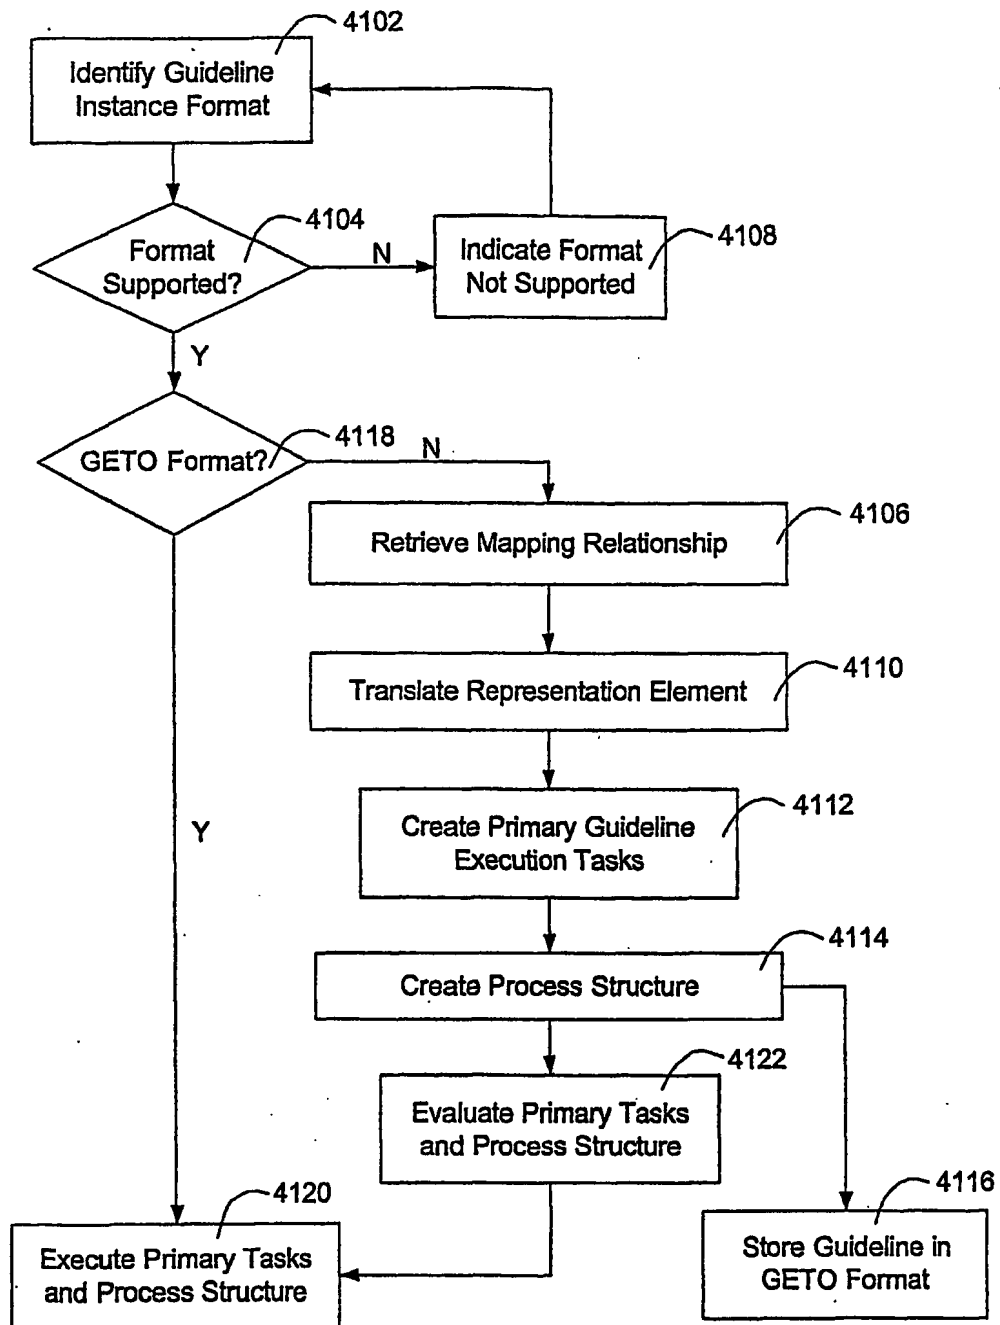 4102
Identify Guideline
Instance Format
4104
Format
Supported?
N
4108
Indicate Format
Not Supported
Y
4118
GETO Format?
N
4106
Retrieve Mapping Relationship
4110
Translate Representation Element
4112
Create Primary Guideline
Execution Tasks
Y
4114
Create Process Structure
4122
Evaluate Primary Tasks
and Process Structure
4120
Execute Primary Tasks
and Process Structure
4116
Store Guideline in
GETO Format